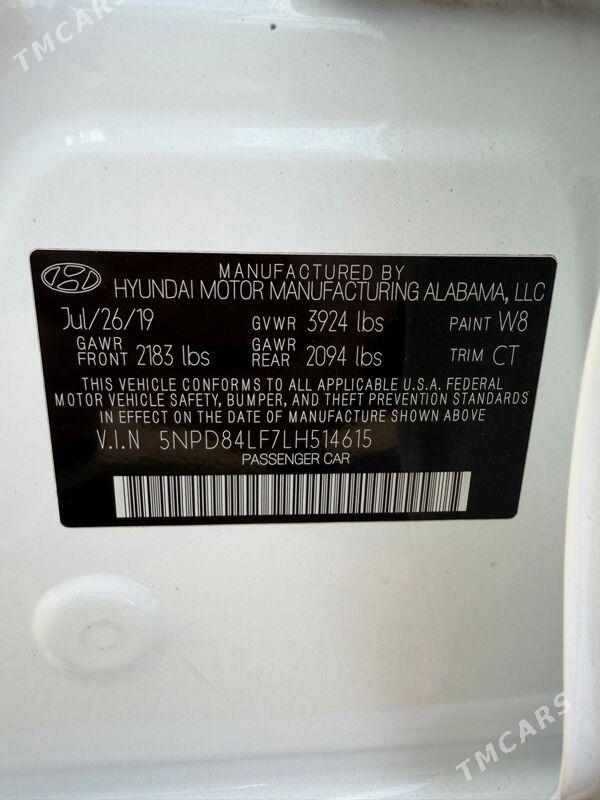 TMCARS
MANUFACTURED BY
HYUNDAI MOTOR MANUFACTURING ALABAMA, LLC
Jul/26/19 GVWR 3924 lbs PAINT W8
GAWR FRONT 2183 lbs GAWR REAR 2094 lbs TRIM CT
THIS VEHICLE CONFORMS TO ALL APPLICABLE U.S.A. FEDERAL
MOTOR VEHICLE SAFETY, BUMPER, AND THEFT PREVENTION STANDARDS
IN EFFECT ON THE DATE OF MANUFACTURE SHOWN ABOVE
V.I.N 5NPD84LF7LH514615
PASSENGER CAR
TMCARS